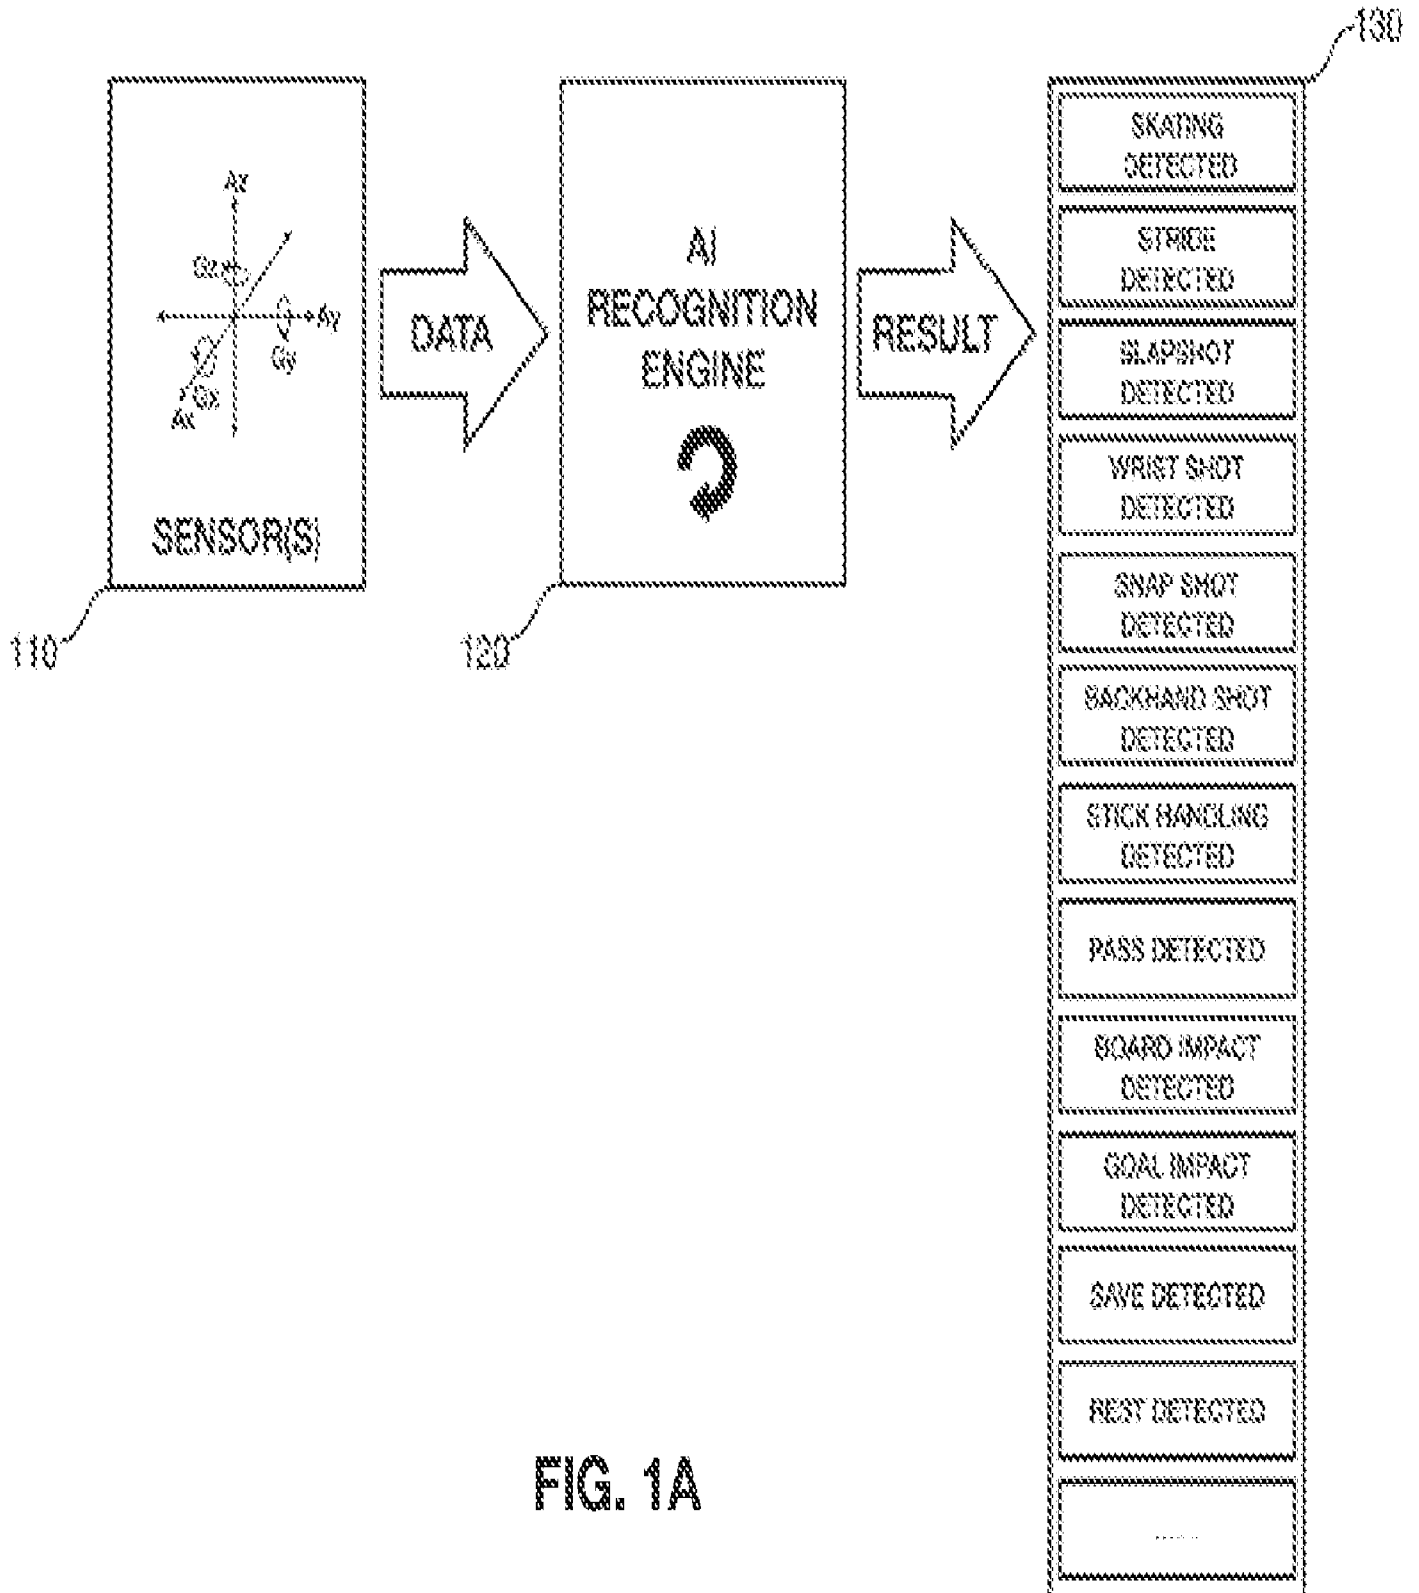 130
SKATING
DETECTED
STRIDE
DETECTED
SLAPSHOT
DETECTED
WRIST SHOT
DETECTED
SNAP SHOT
DETECTED
BACKHAND SHOT
DETECTED
STICK HANDLING
DETECTED
PASS DETECTED
BOARD IMPACT
DETECTED
GOAL IMPACT
DETECTED
SAVE DETECTED
REST DETECTED
......
Az
Gz
Ay
Gy
Gx
Ax
SENSOR(S)
110
DATA
AI
RECOGNITION
ENGINE
120
RESULT
FIG. 1A